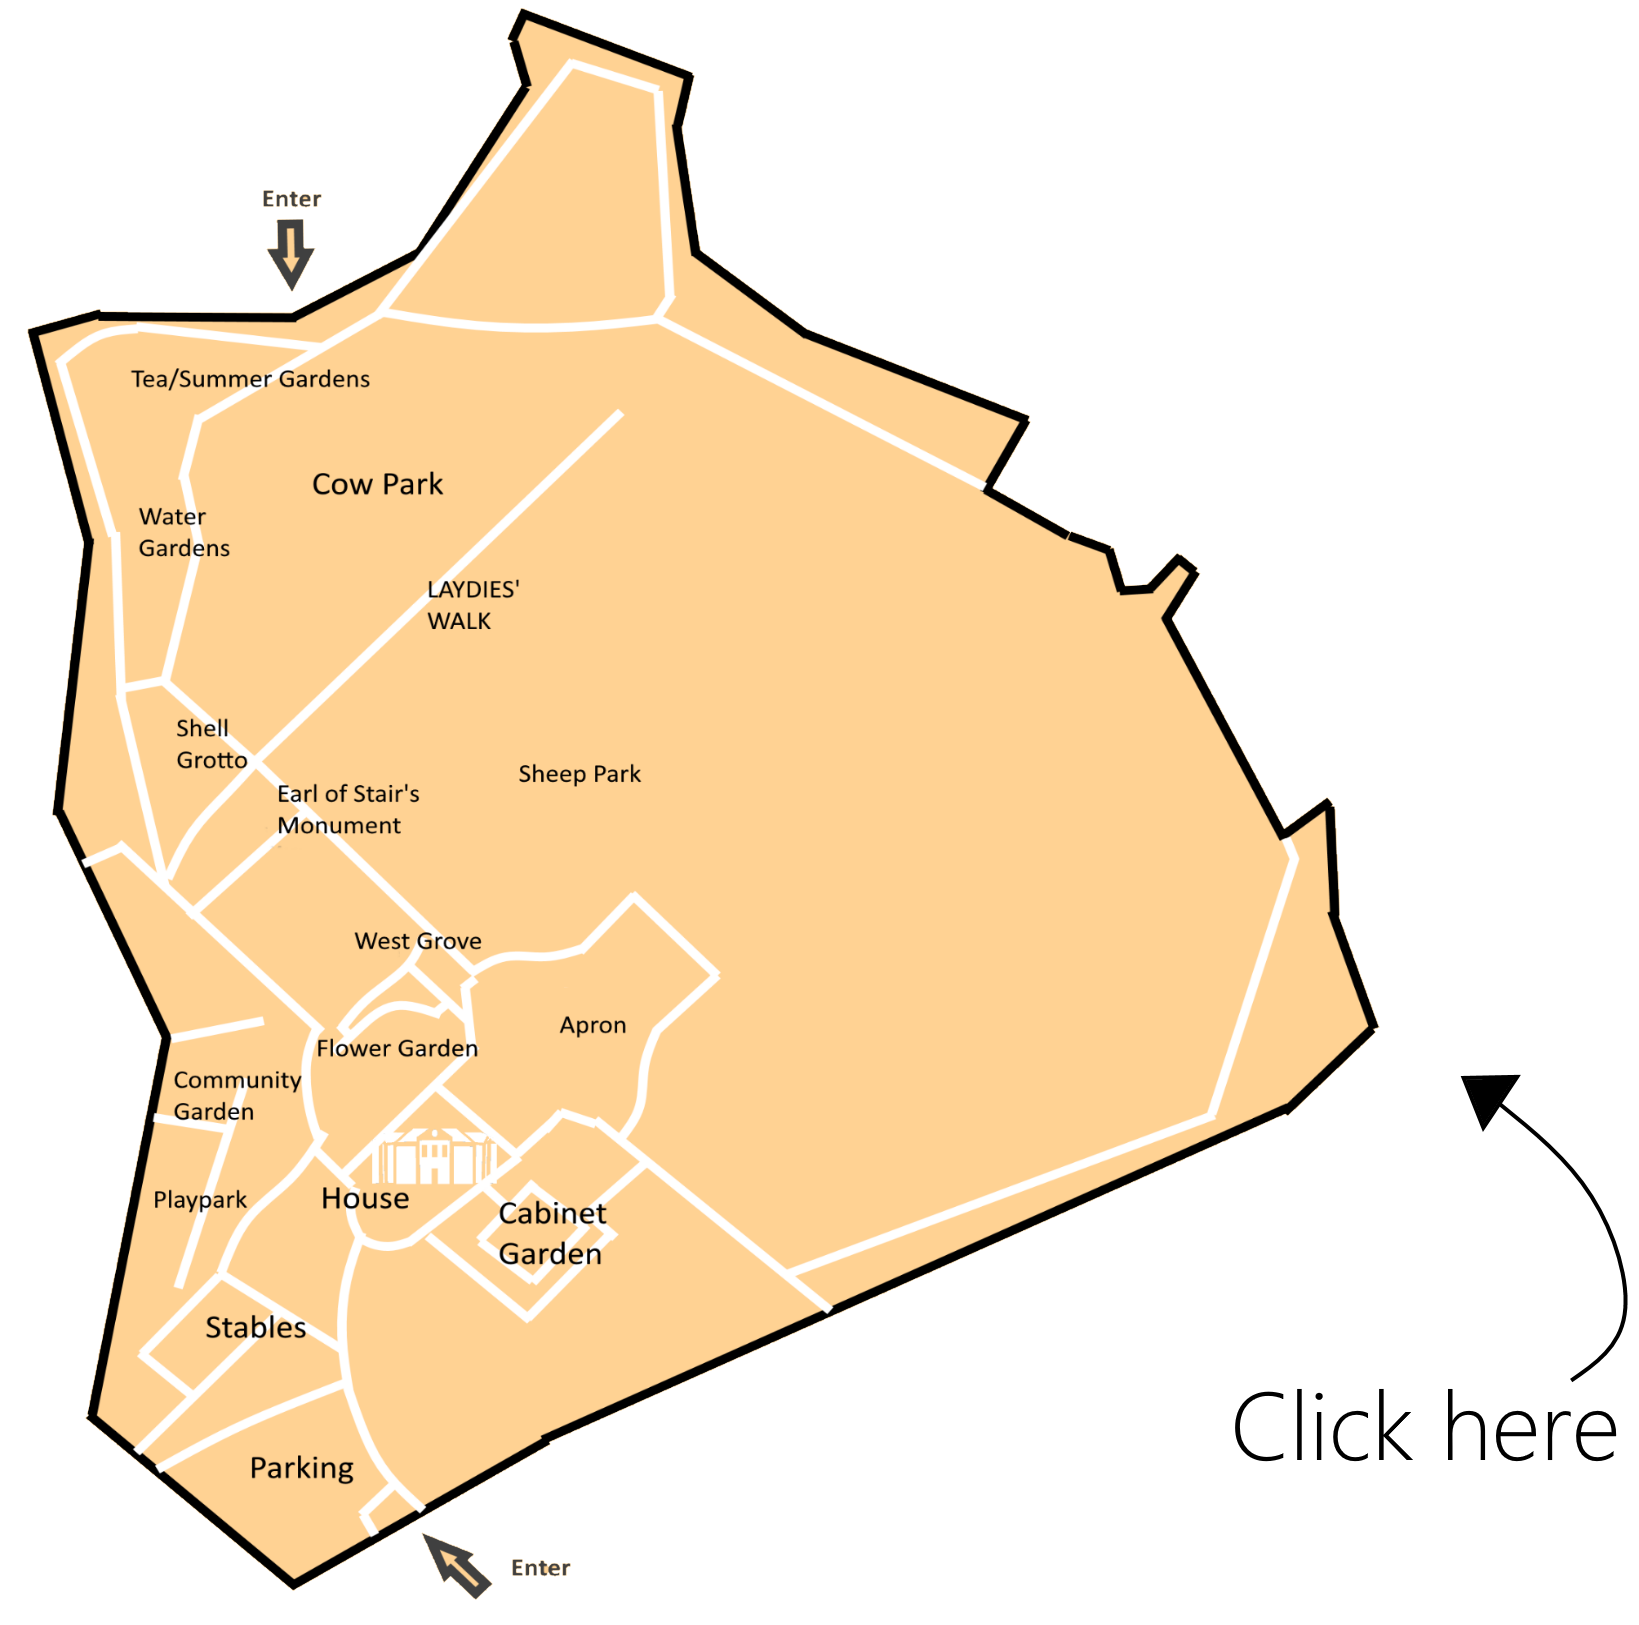 Enter
Tea/Summer Gardens
Cow Park
Water
Gardens
LAYDIES'
WALK
Shell
Grotto
Sheep Park
Earl of Stair's
Monument
West Grove
Apron
Flower Garden
Community
Garden
Playpark
House
Cabinet
Garden
Stables
Click here
Parking
Enter